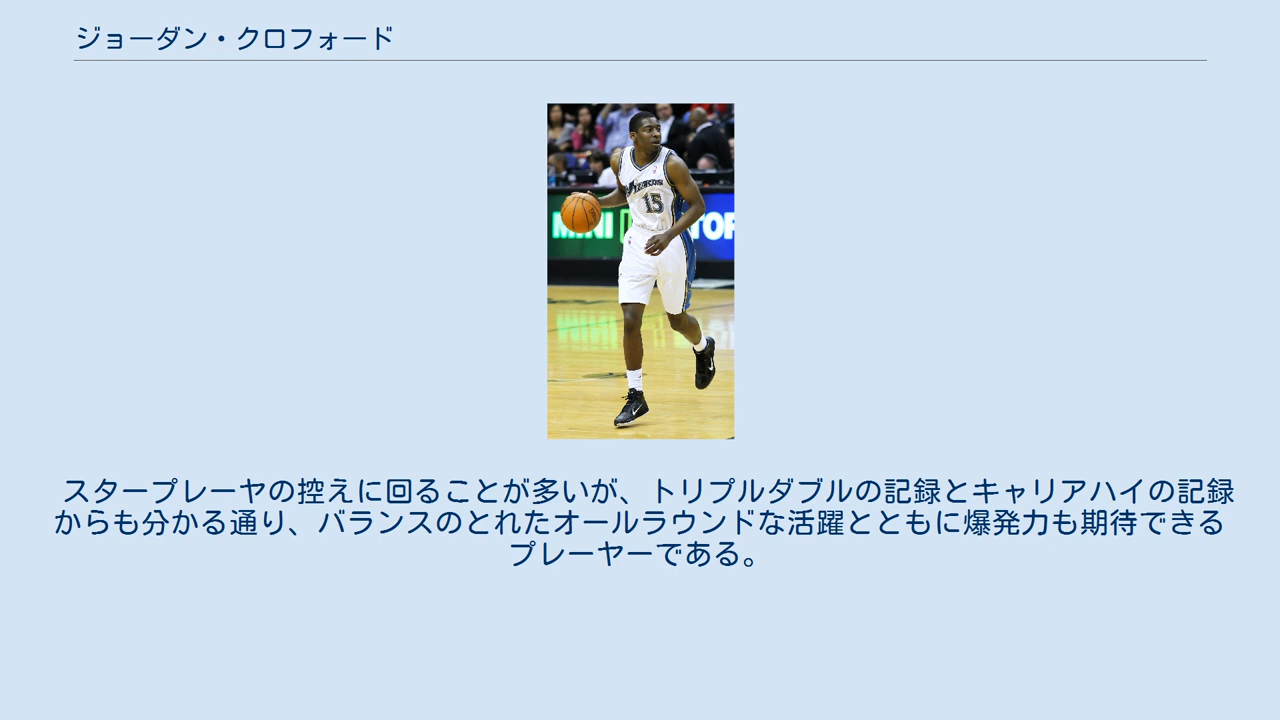 ジョーダン・クロフォード
WIZARDS
15
MINI
TOR
スタープレーヤの控えに回ることが多いが、トリプルダブルの記録とキャリアハイの記録
からも分かる通り、バランスのとれたオールラウンドな活躍とともに爆発力も期待できる
プレーヤーである。